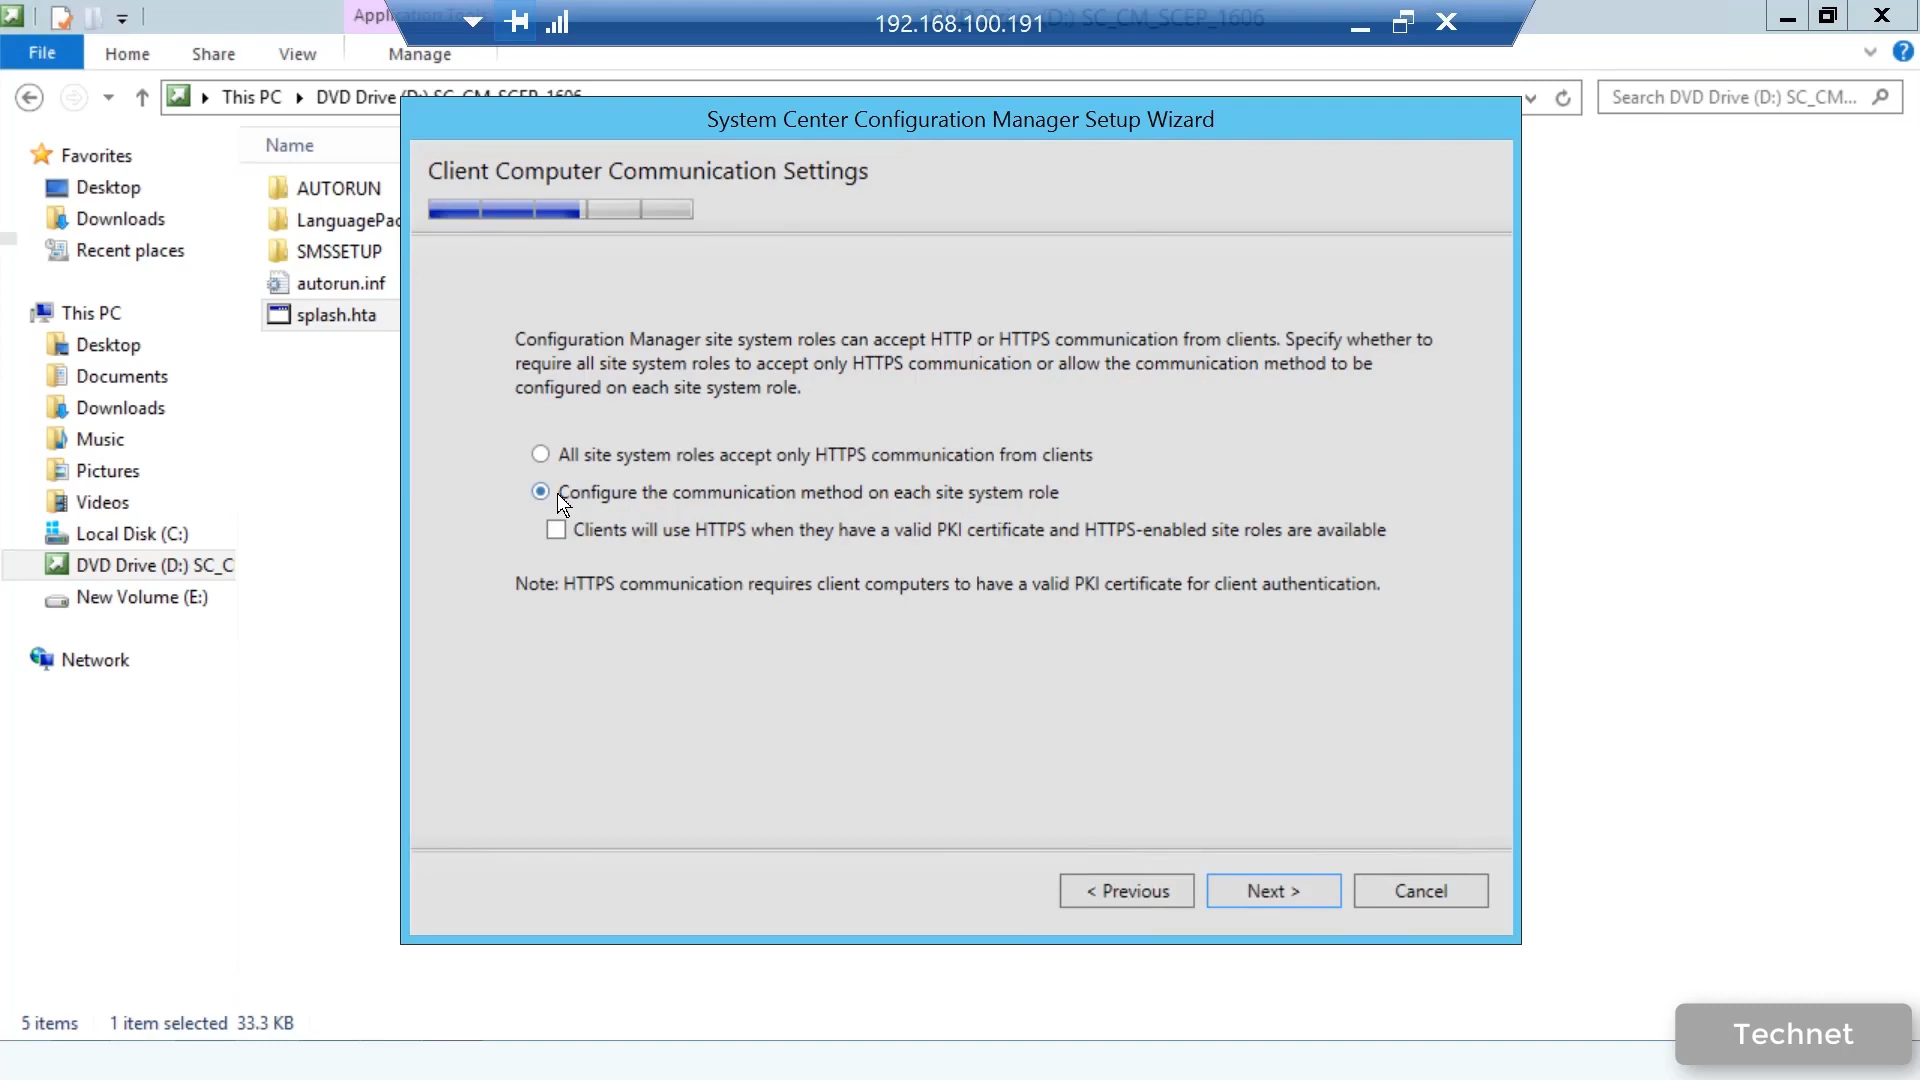 192.168.100.191
File
Home
Share
View
Manage
This PC
DVD Drive (D:) SC_CM_SCEP_1606
Search DVD Drive (D:) SC_CM...
Favorites
Desktop
Downloads
Recent places
This PC
Desktop
Documents
Downloads
Music
Pictures
Videos
Local Disk (C:)
DVD Drive (D:) SC_C
New Volume (E:)
Network
Name
AUTORUN
LanguagePac
SMSSETUP
autorun.inf
splash.hta
System Center Configuration Manager Setup Wizard
Client Computer Communication Settings
Configuration Manager site system roles can accept HTTP or HTTPS communication from clients. Specify whether to
require all site system roles to accept only HTTPS communication or allow the communication method to be
configured on each site system role.
All site system roles accept only HTTPS communication from clients
Configure the communication method on each site system role
Clients will use HTTPS when they have a valid PKI certificate and HTTPS-enabled site roles are available
Note: HTTPS communication requires client computers to have a valid PKI certificate for client authentication.
< Previous
Next >
Cancel
5 items
1 item selected 33.3 KB
Technet